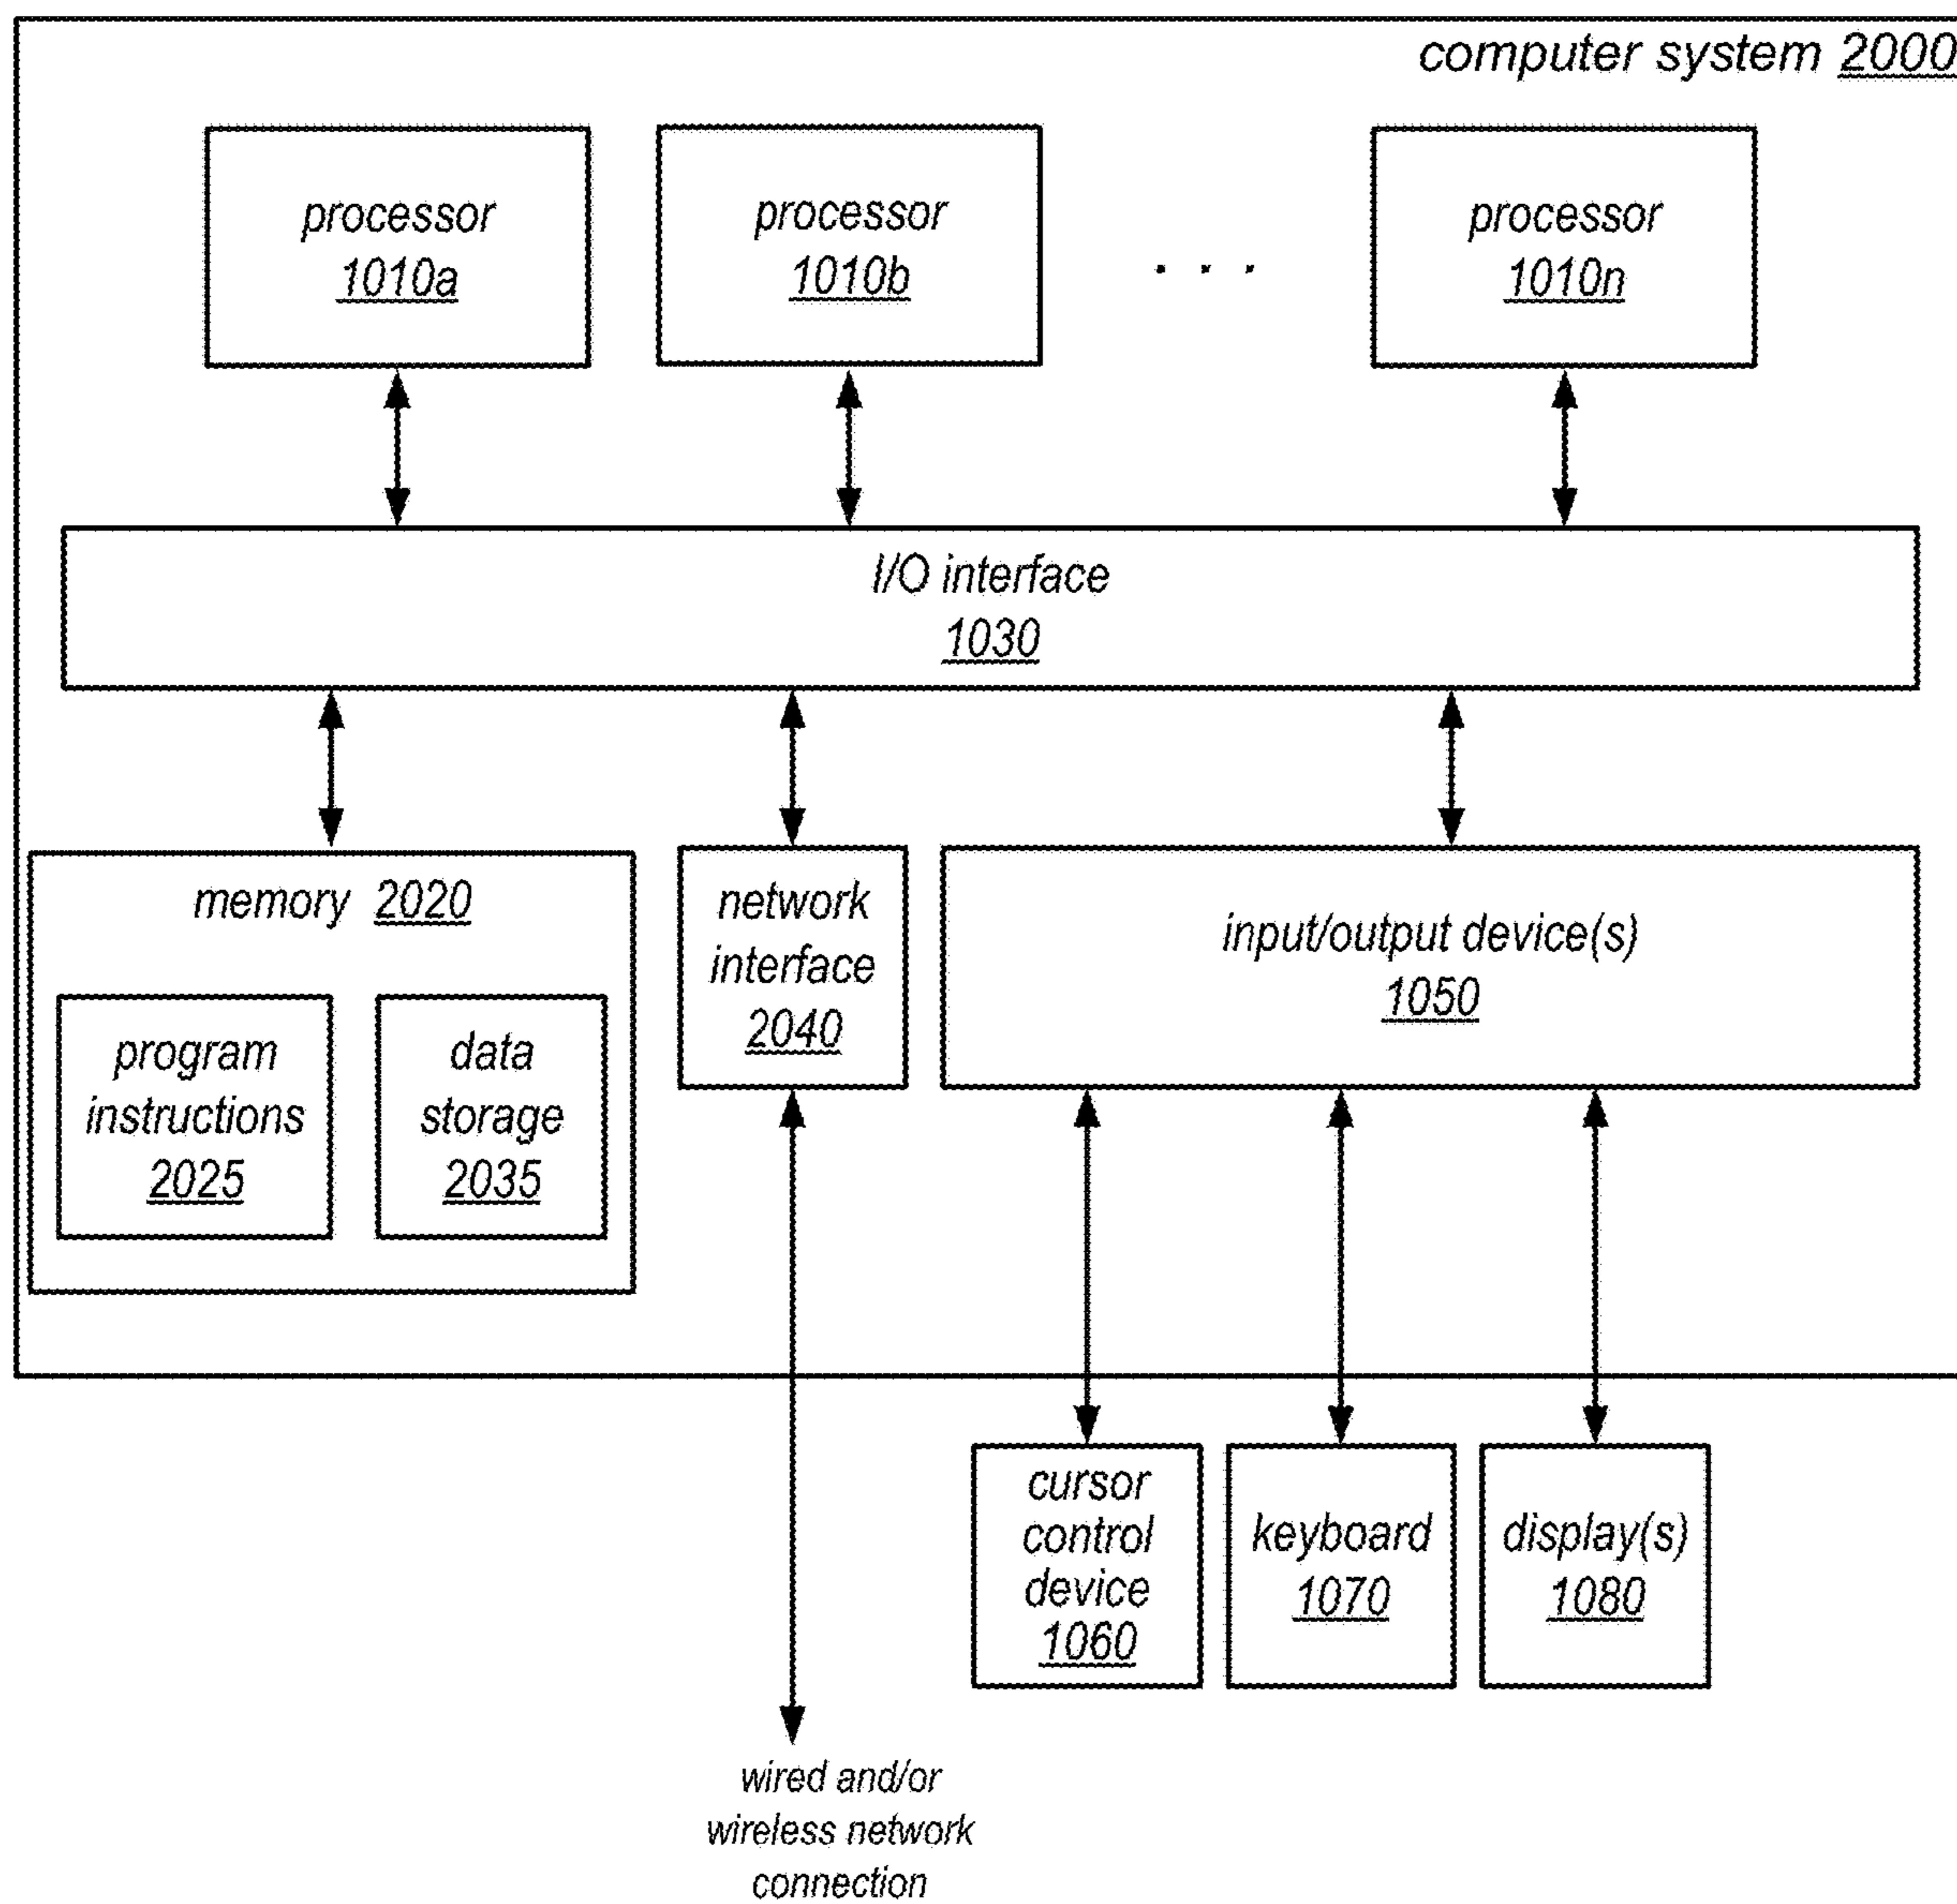 computer system 2000
processor
1010a
processor
1010b
. . .
processor
1010n
I/O interface
1030
memory 2020
program
instructions
2025
data
storage
2035
network
interface
2040
input/output device(s)
1050
cursor
control
device
1060
keyboard
1070
display(s)
1080
wired and/or
wireless network
connection